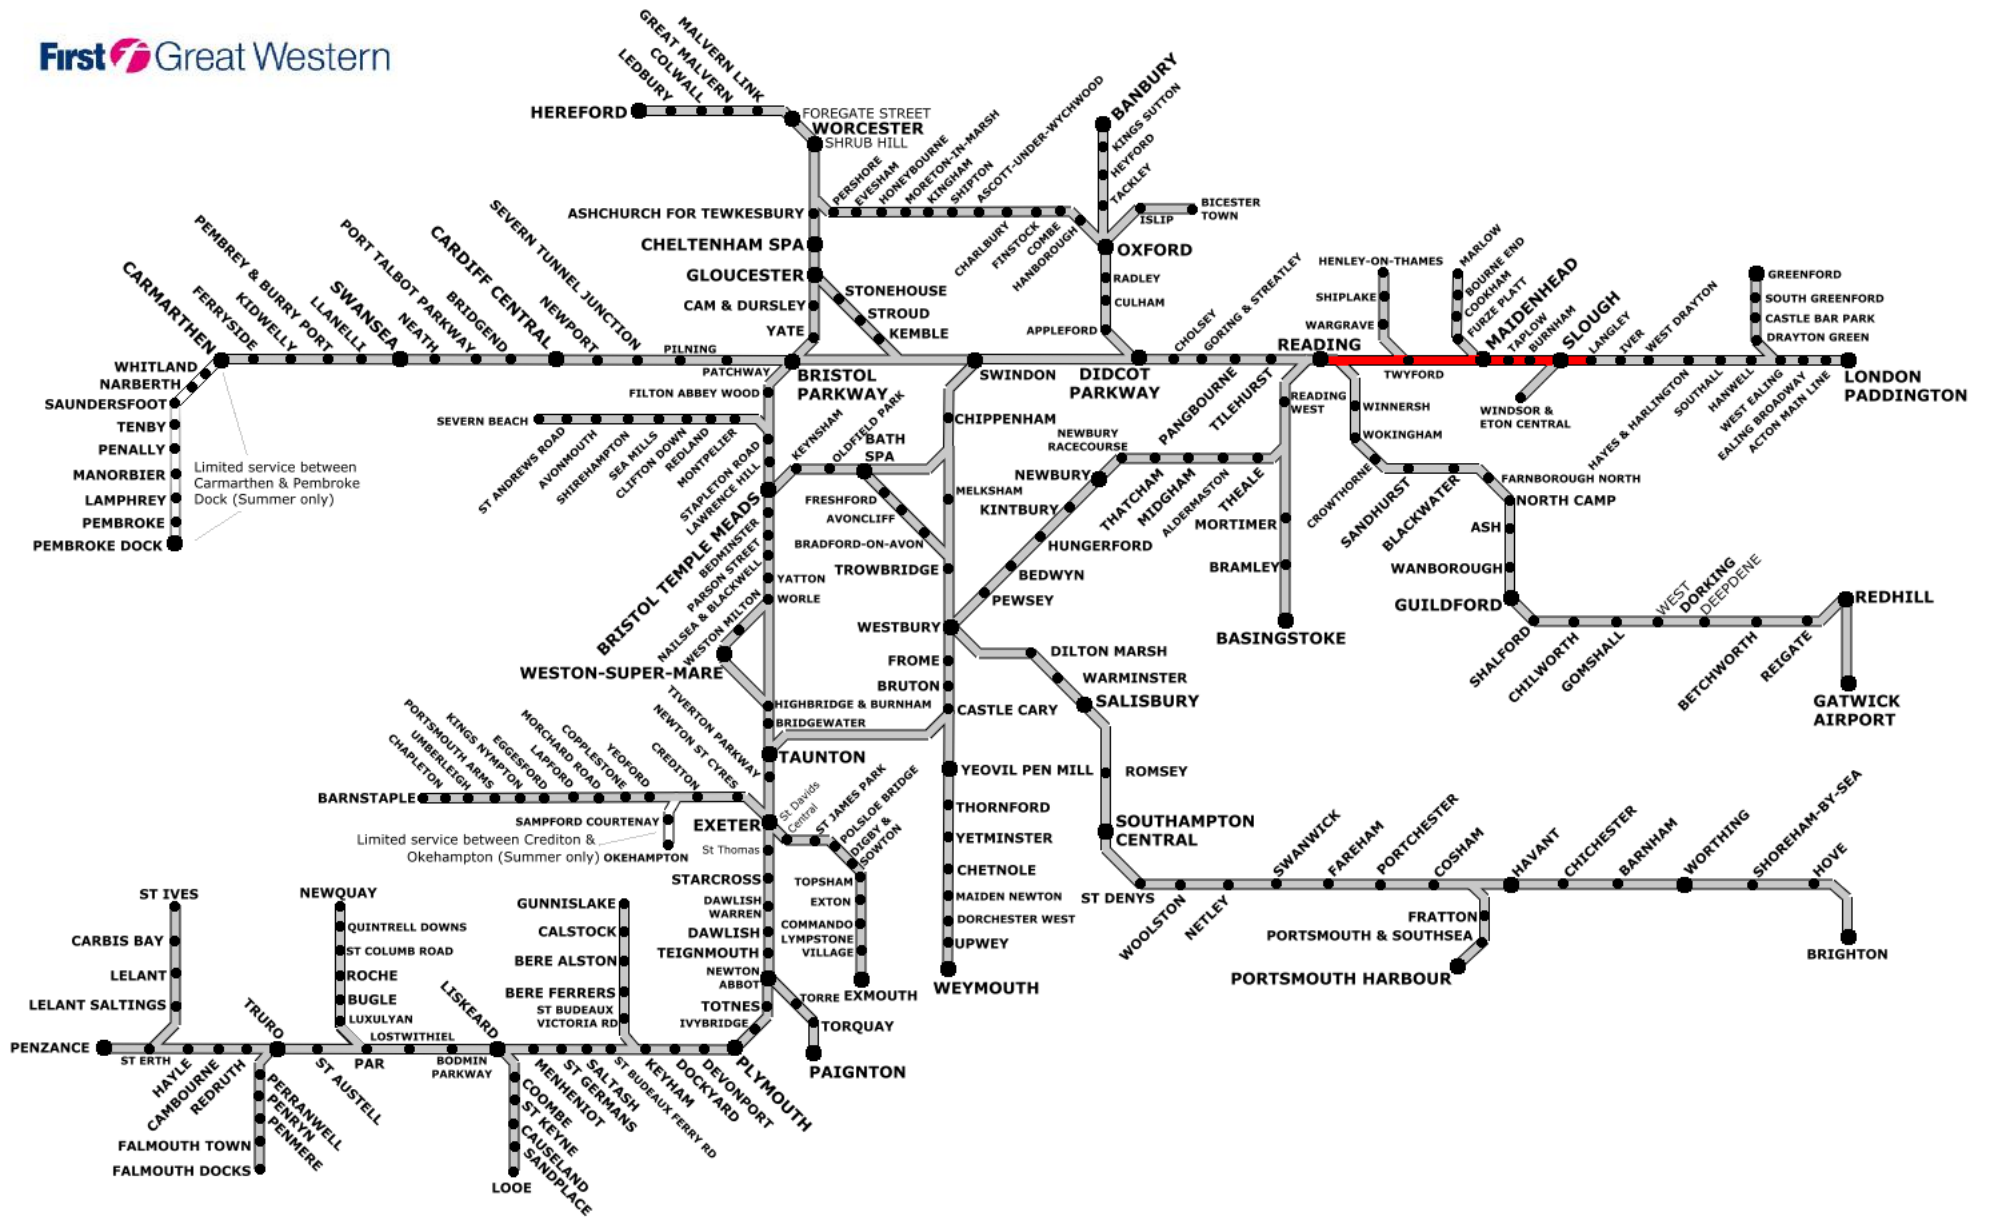 First Great Western
MALVERN LINK
GREAT MALVERN
COLWALL
LEDBURY
HEREFORD
FOREGATE STREET
WORCESTER
SHRUB HILL
PERSHORE
EVESHAM
HONEYBOURNE
MORETON-IN-MARSH
KINGHAM
SHIPTON
ASCOTT-UNDER-WYCHWOOD
CHARLBURY
FINSTOCK
COMBE
HANBOROUGH
BANBURY
KINGS SUTTON
HEYFORD
TACKLEY
BICESTER
TOWN
ISLIP
OXFORD
RADLEY
CULHAM
APPLEFORD
ASHCHURCH FOR TEWKESBURY
CHELTENHAM SPA
GLOUCESTER
CAM & DURSLEY
YATE
STONEHOUSE
STROUD
KEMBLE
CARMARTHEN
FERRYSIDE
KIDWELLY
PEMBREY & BURRY PORT
LLANELLI
SWANSEA
NEATH
PORT TALBOT PARKWAY
BRIDGEND
CARDIFF CENTRAL
NEWPORT
SEVERN TUNNEL JUNCTION
PILNING
PATCHWAY
BRISTOL
PARKWAY
SWINDON
DIDCOT
PARKWAY
CHOLSEY
GORING & STREATLEY
PANGBOURNE
TILEHURST
READING
HENLEY-ON-THAMES
SHIPLAKE
WARGRAVE
TWYFORD
MARLOW
BOURNE END
COOKHAM
FURZE PLATT
MAIDENHEAD
TAPLOW
BURNHAM
SLOUGH
WINDSOR &
ETON CENTRAL
LANGLEY
IVER
WEST DRAYTON
HAYES & HARLINGTON
SOUTHALL
HANWELL
WEST EALING
EALING BROADWAY
ACTON MAIN LINE
GREENFORD
SOUTH GREENFORD
CASTLE BAR PARK
DRAYTON GREEN
LONDON
PADDINGTON
WHITLAND
NARBERTH
SAUNDERSFOOT
TENBY
PENALLY
MANORBIER
LAMPHREY
PEMBROKE
PEMBROKE DOCK
Limited service between
Carmarthen & Pembroke
Dock (Summer only)
FILTON ABBEY WOOD
SEVERN BEACH
ST ANDREWS ROAD
AVONMOUTH
SHIREHAMPTON
SEA MILLS
CLIFTON DOWN
REDLAND
MONTPELIER
STAPLETON ROAD
LAWRENCE HILL
BRISTOL TEMPLE MEADS
KEYNSHAM
OLDFIELD PARK
BATH
SPA
CHIPPENHAM
MELKSHAM
FRESHFORD
AVONCLIFF
BRADFORD-ON-AVON
TROWBRIDGE
WESTBURY
BEDMINSTER
PARSON STREET
NAILSEA & BLACKWELL
YATTON
WORLE
WESTON MILTON
WESTON-SUPER-MARE
HIGHBRIDGE & BURNHAM
BRIDGEWATER
TAUNTON
NEWBURY
RACECOURSE
NEWBURY
KINTBURY
HUNGERFORD
BEDWYN
PEWSEY
THATCHAM
MIDGHAM
ALDERMASTON
THEALE
READING
WEST
MORTIMER
BRAMLEY
BASINGSTOKE
WINNERSH
WOKINGHAM
CROWTHORNE
SANDHURST
BLACKWATER
FARNBOROUGH NORTH
NORTH CAMP
ASH
WANBOROUGH
GUILDFORD
SHALFORD
CHILWORTH
GOMSHALL
WEST
DORKING
DEEPDENE
BETCHWORTH
REIGATE
REDHILL
GATWICK
AIRPORT
FROME
BRUTON
CASTLE CARY
YEOVIL PEN MILL
THORNFORD
YETMINSTER
CHETNOLE
MAIDEN NEWTON
DORCHESTER WEST
UPWEY
WEYMOUTH
DILTON MARSH
WARMINSTER
SALISBURY
ROMSEY
SOUTHAMPTON
CENTRAL
ST DENYS
WOOLSTON
NETLEY
SWANWICK
FAREHAM
PORTCHESTER
COSHAM
FRATTON
PORTSMOUTH & SOUTHSEA
PORTSMOUTH HARBOUR
HAVANT
CHICHESTER
BARNHAM
WORTHING
SHOREHAM-BY-SEA
HOVE
BRIGHTON
TIVERTON PARKWAY
NEWTON ST CYRES
CREDITON
YEOFORD
COPPLESTONE
MORCHARD ROAD
LAPFORD
EGGESFORD
KINGS NYMPTON
PORTSMOUTH ARMS
UMBERLEIGH
CHAPLETON
BARNSTAPLE
SAMPFORD COURTENAY
Limited service between Crediton &
Okehampton (Summer only)
OKEHAMPTON
EXETER
St Davids
Central
St Thomas
ST JAMES PARK
POLSLOE BRIDGE
DIGBY &
SOWTON
TOPSHAM
EXTON
COMMANDO
LYMPSTONE
VILLAGE
EXMOUTH
STARCROSS
DAWLISH
WARREN
DAWLISH
TEIGNMOUTH
NEWTON
ABBOT
TORRE
TORQUAY
PAIGNTON
TOTNES
IVYBRIDGE
PLYMOUTH
DEVONPORT
DOCKYARD
KEYHAM
ST BUDEAUX FERRY RD
SALTASH
ST GERMANS
MENHENIOT
GUNNISLAKE
CALSTOCK
BERE ALSTON
BERE FERRERS
ST BUDEAUX
VICTORIA RD
LISKEARD
COOMBE
ST KEYNE
CAUSELAND
SANDPLACE
LOOE
BODMIN
PARKWAY
LOSTWITHIEL
PAR
NEWQUAY
QUINTRELL DOWNS
ST COLUMB ROAD
ROCHE
BUGLE
LUXULYAN
ST AUSTELL
TRURO
PERRANWELL
PENRYN
PENMERE
FALMOUTH TOWN
FALMOUTH DOCKS
REDRUTH
CAMBOURNE
HAYLE
ST ERTH
ST IVES
CARBIS BAY
LELANT
LELANT SALTINGS
PENZANCE